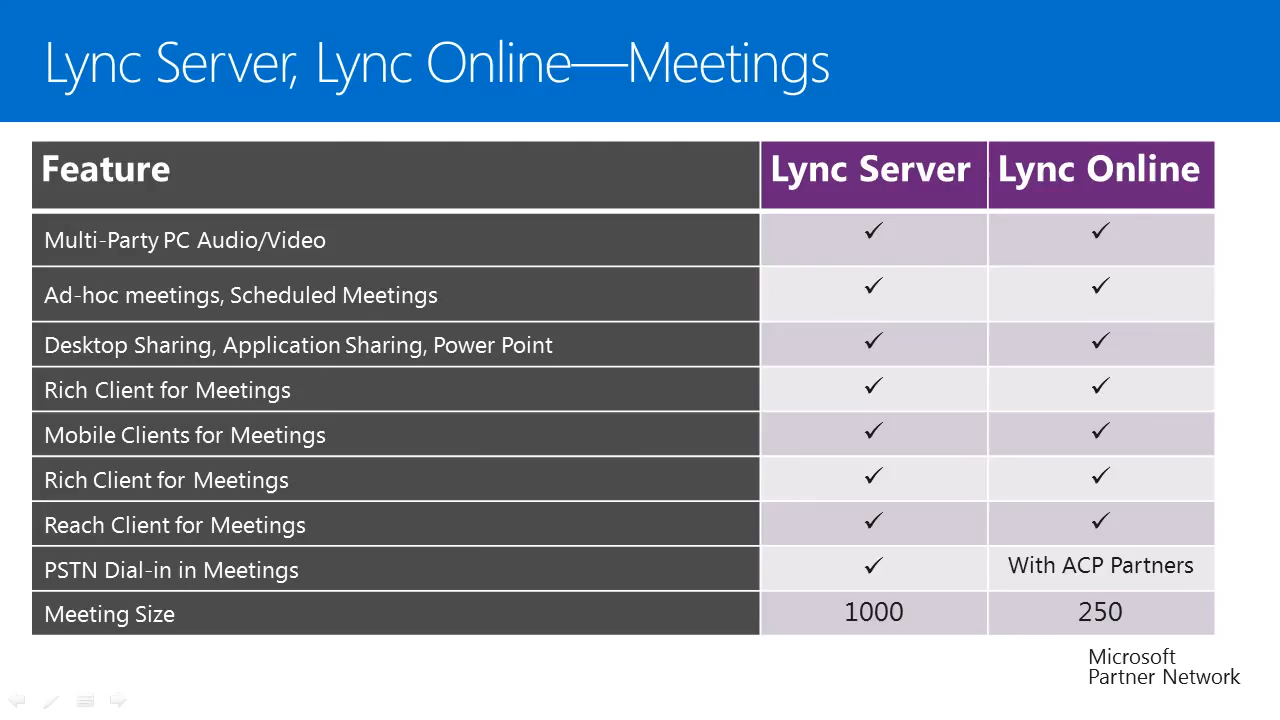 Lync Server, Lync Online—Meetings
Feature Lync Server Lync Online
Multi-Party PC Audio/Video ✓ ✓
Ad-hoc meetings, Scheduled Meetings ✓ ✓
Desktop Sharing, Application Sharing, Power Point ✓ ✓
Rich Client for Meetings ✓ ✓
Mobile Clients for Meetings ✓ ✓
Rich Client for Meetings ✓ ✓
Reach Client for Meetings ✓ ✓
PSTN Dial-in in Meetings ✓ With ACP Partners
Meeting Size 1000 250
Microsoft
Partner Network